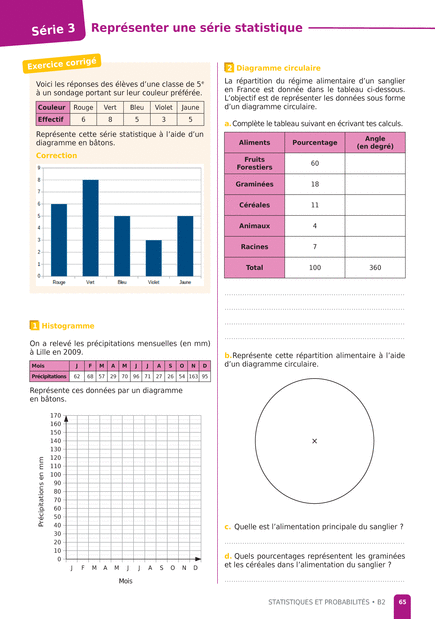 Série 3
Représenter une série statistique
Exercice corrigé
Voici les réponses des élèves d'une classe de 5e
à un sondage portant sur leur couleur préférée.
Couleur Rouge Vert Bleu Violet Jaune
Effectif 6 8 5 3 5
Représente cette série statistique à l'aide d'un
diagramme en bâtons.
Correction
9
8
7
6
5
4
3
2
1
0
Rouge Vert Bleu Violet Jaune
1 Histogramme
On a relevé les précipitations mensuelles (en mm)
à Lille en 2009.
Mois J F M A M J J A S O N D
Précipitations 62 68 57 29 70 96 71 27 26 54 163 95
Représente ces données par un diagramme
en bâtons.
Précipitations en mm
170
160
150
140
130
120
110
100
90
80
70
60
50
40
30
20
10
0
J F M A M J J A S O N D
Mois
2 Diagramme circulaire
La répartition du régime alimentaire d'un sanglier
en France est donnée dans le tableau ci-dessous.
L'objectif est de représenter les données sous forme
d'un diagramme circulaire.
a. Complète le tableau suivant en écrivant tes calculs.
Aliments Pourcentage Angle
(en degré)
Fruits
Forestiers 60
Graminées 18
Céréales 11
Animaux 4
Racines 7
Total 100 360
b. Représente cette répartition alimentaire à l'aide
d'un diagramme circulaire.
c. Quelle est l'alimentation principale du sanglier ?
d. Quels pourcentages représentent les graminées
et les céréales dans l'alimentation du sanglier ?
STATISTIQUES ET PROBABILITÉS • B2 65